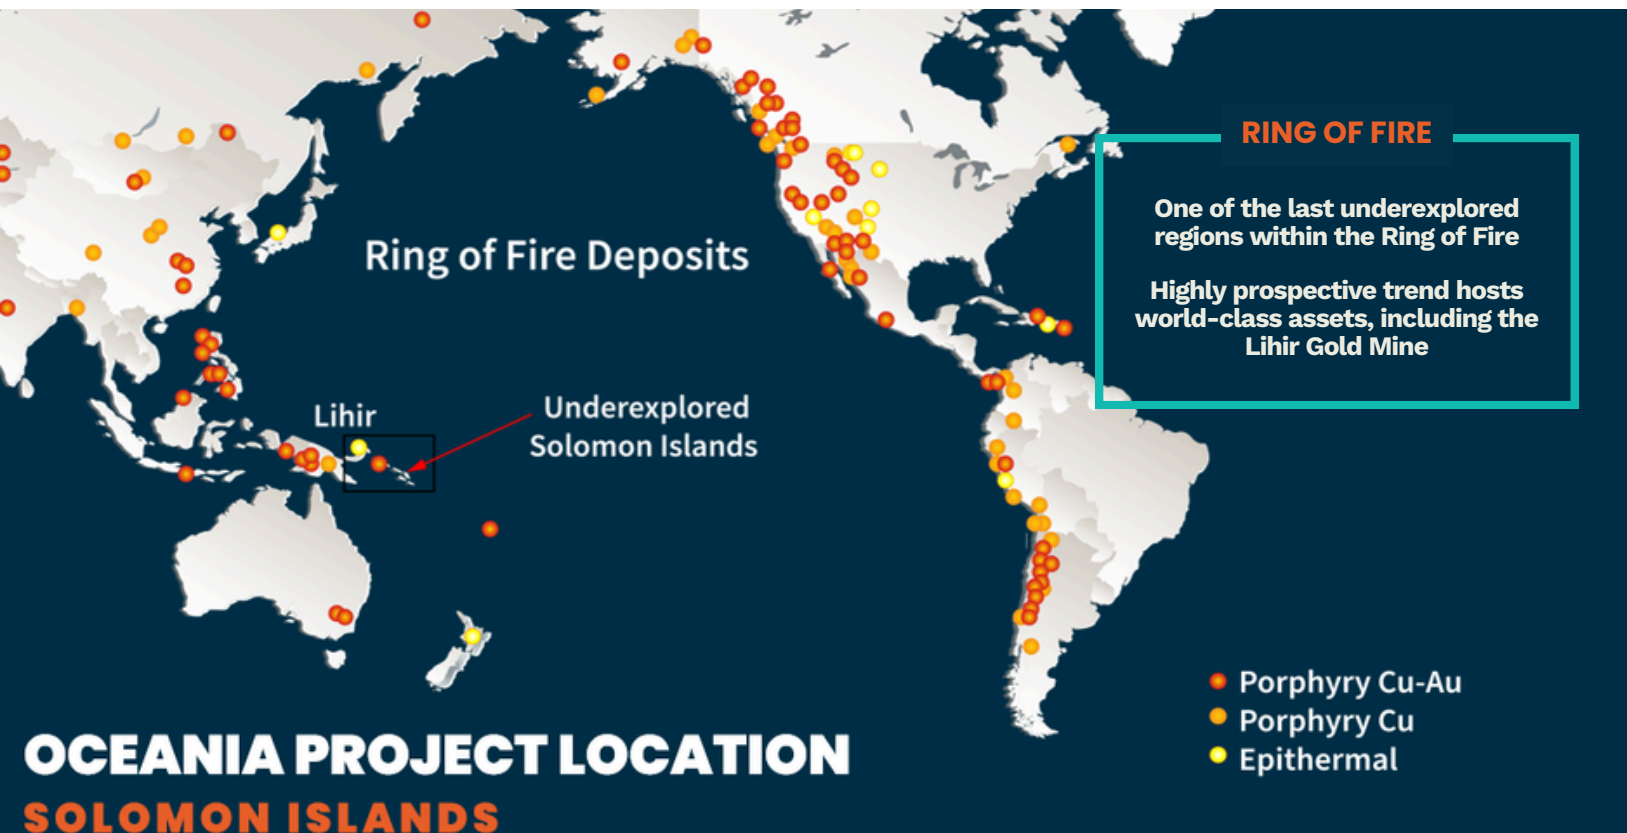 RING OF FIRE
One of the last underexplored
regions within the Ring of Fire
Highly prospective trend hosts
world-class assets, including the
Lihir Gold Mine
Ring of Fire Deposits
Lihir
Underexplored
Solomon Islands
Porphyry Cu-Au
Porphyry Cu
Epithermal
OCEANIA PROJECT LOCATION
SOLOMON ISLANDS